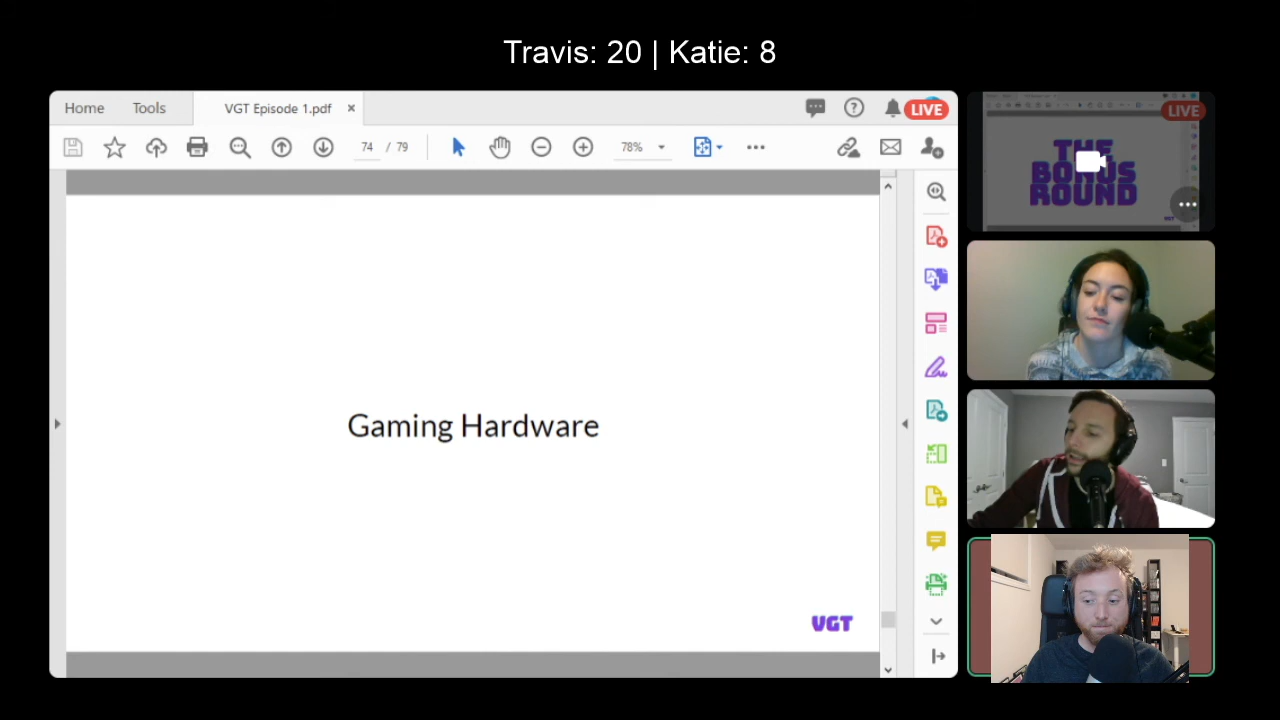 Travis: 20 | Katie: 8
Home
Tools
VGT Episode 1.pdf
LIVE
74 / 79
78%
Gaming Hardware
VGT
LIVE
THE
BONUS
ROUND